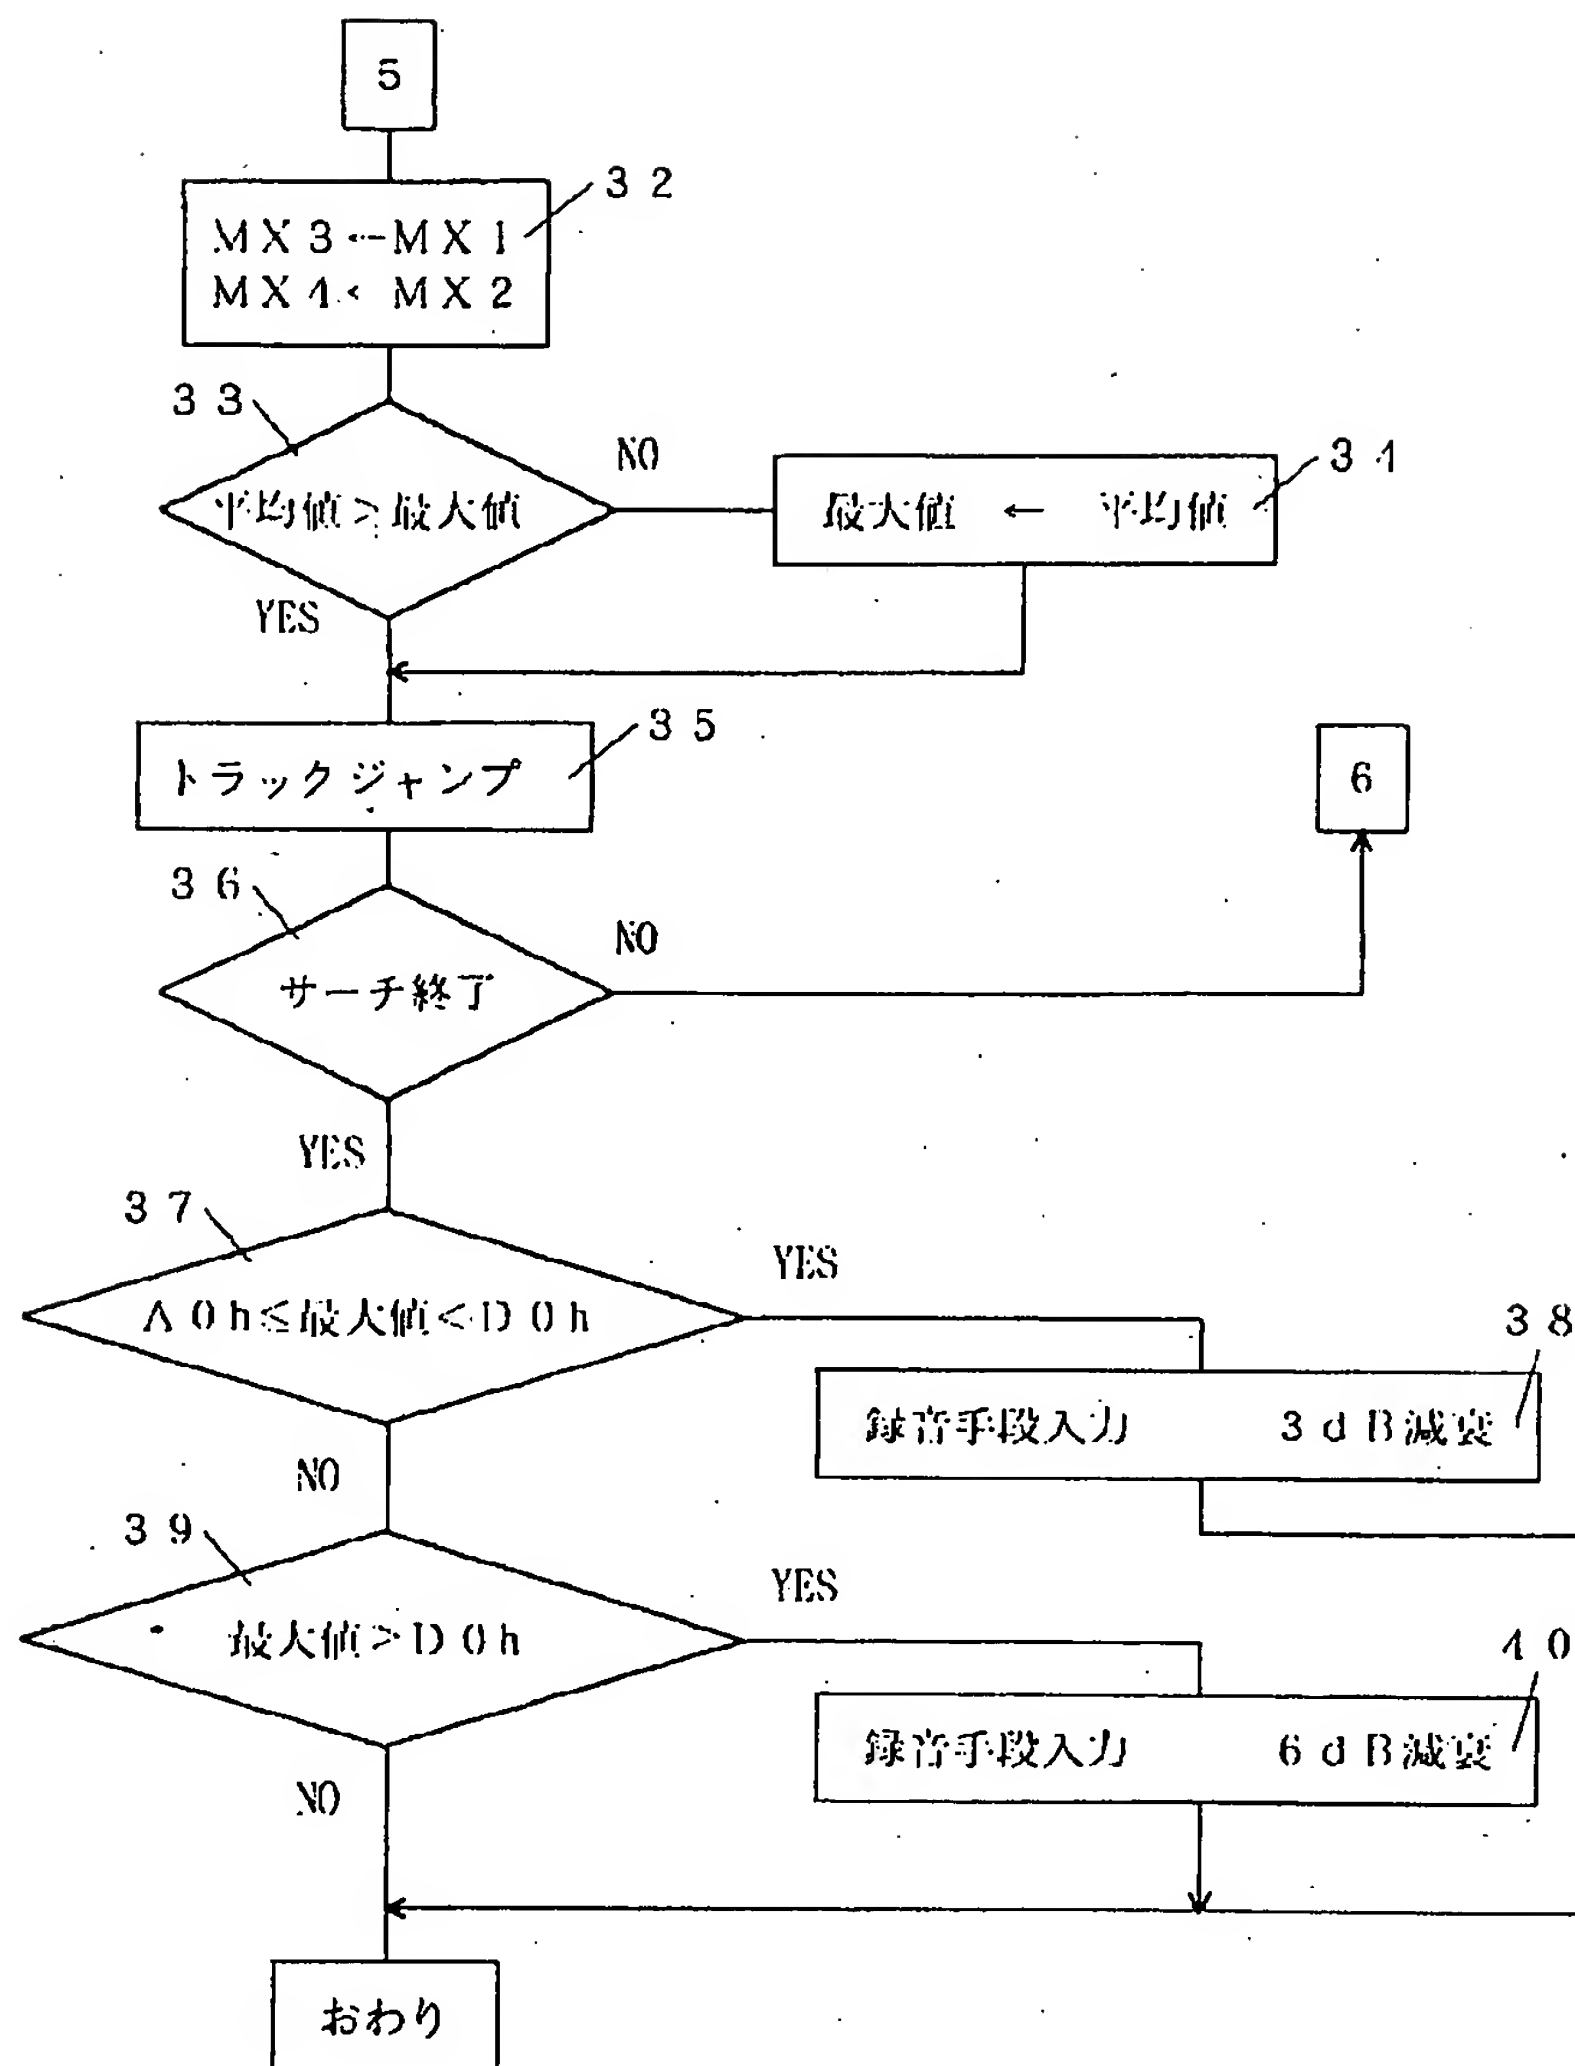 5
32
MX3←MX1
MX4← MX2
33
NO
34
平均値≥最大値
最大値 ← 平均値
YES
35
トラックジャンプ
6
36
NO
サーチ終了
YES
37
YES
A0h≤最大値<D0h
38
録音手段入力 3dB減衰
NO
39
YES
最大値>D0h
40
録音手段入力 6dB減衰
NO
おわり